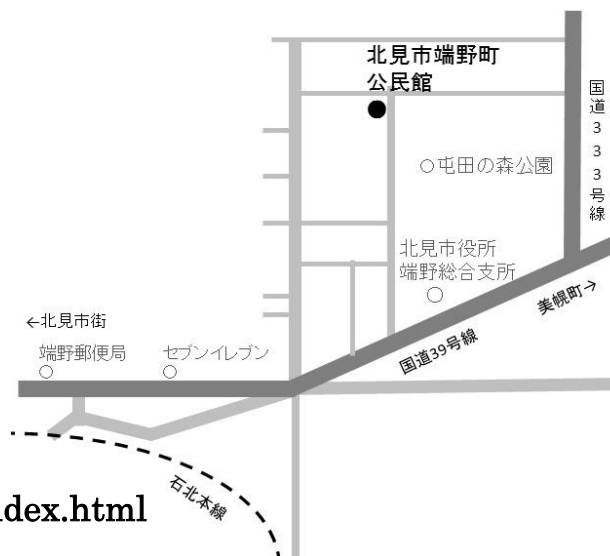 北見市端野町
公民館
国道333号線
屯田の森公園
北見市役所
端野総合支所
美幌町→
←北見市街
国道39号線
端野郵便局
セブンイレブン
石北本線
dex.html